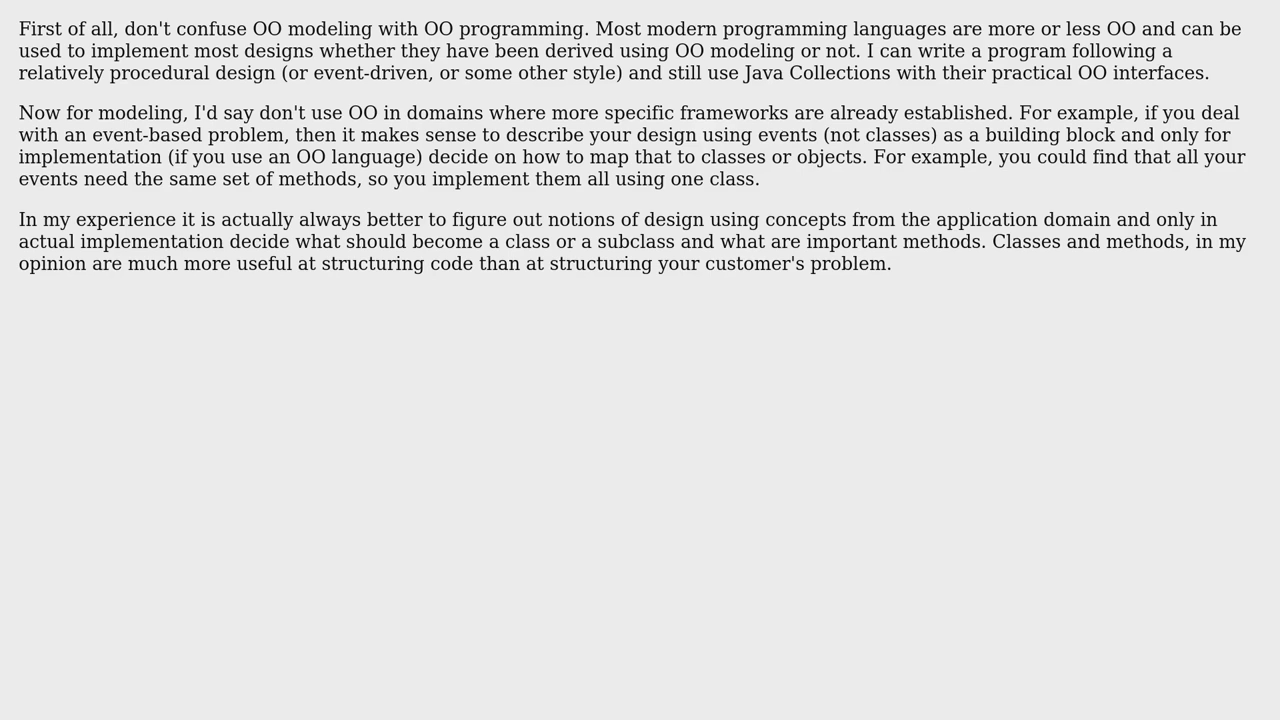 First of all, don't confuse OO modeling with OO programming. Most modern programming languages are more or less OO and can be
used to implement most designs whether they have been derived using OO modeling or not. I can write a program following a
relatively procedural design (or event-driven, or some other style) and still use Java Collections with their practical OO interfaces.
Now for modeling, I'd say don't use OO in domains where more specific frameworks are already established. For example, if you deal
with an event-based problem, then it makes sense to describe your design using events (not classes) as a building block and only for
implementation (if you use an OO language) decide on how to map that to classes or objects. For example, you could find that all your
events need the same set of methods, so you implement them all using one class.
In my experience it is actually always better to figure out notions of design using concepts from the application domain and only in
actual implementation decide what should become a class or a subclass and what are important methods. Classes and methods, in my
opinion are much more useful at structuring code than at structuring your customer's problem.